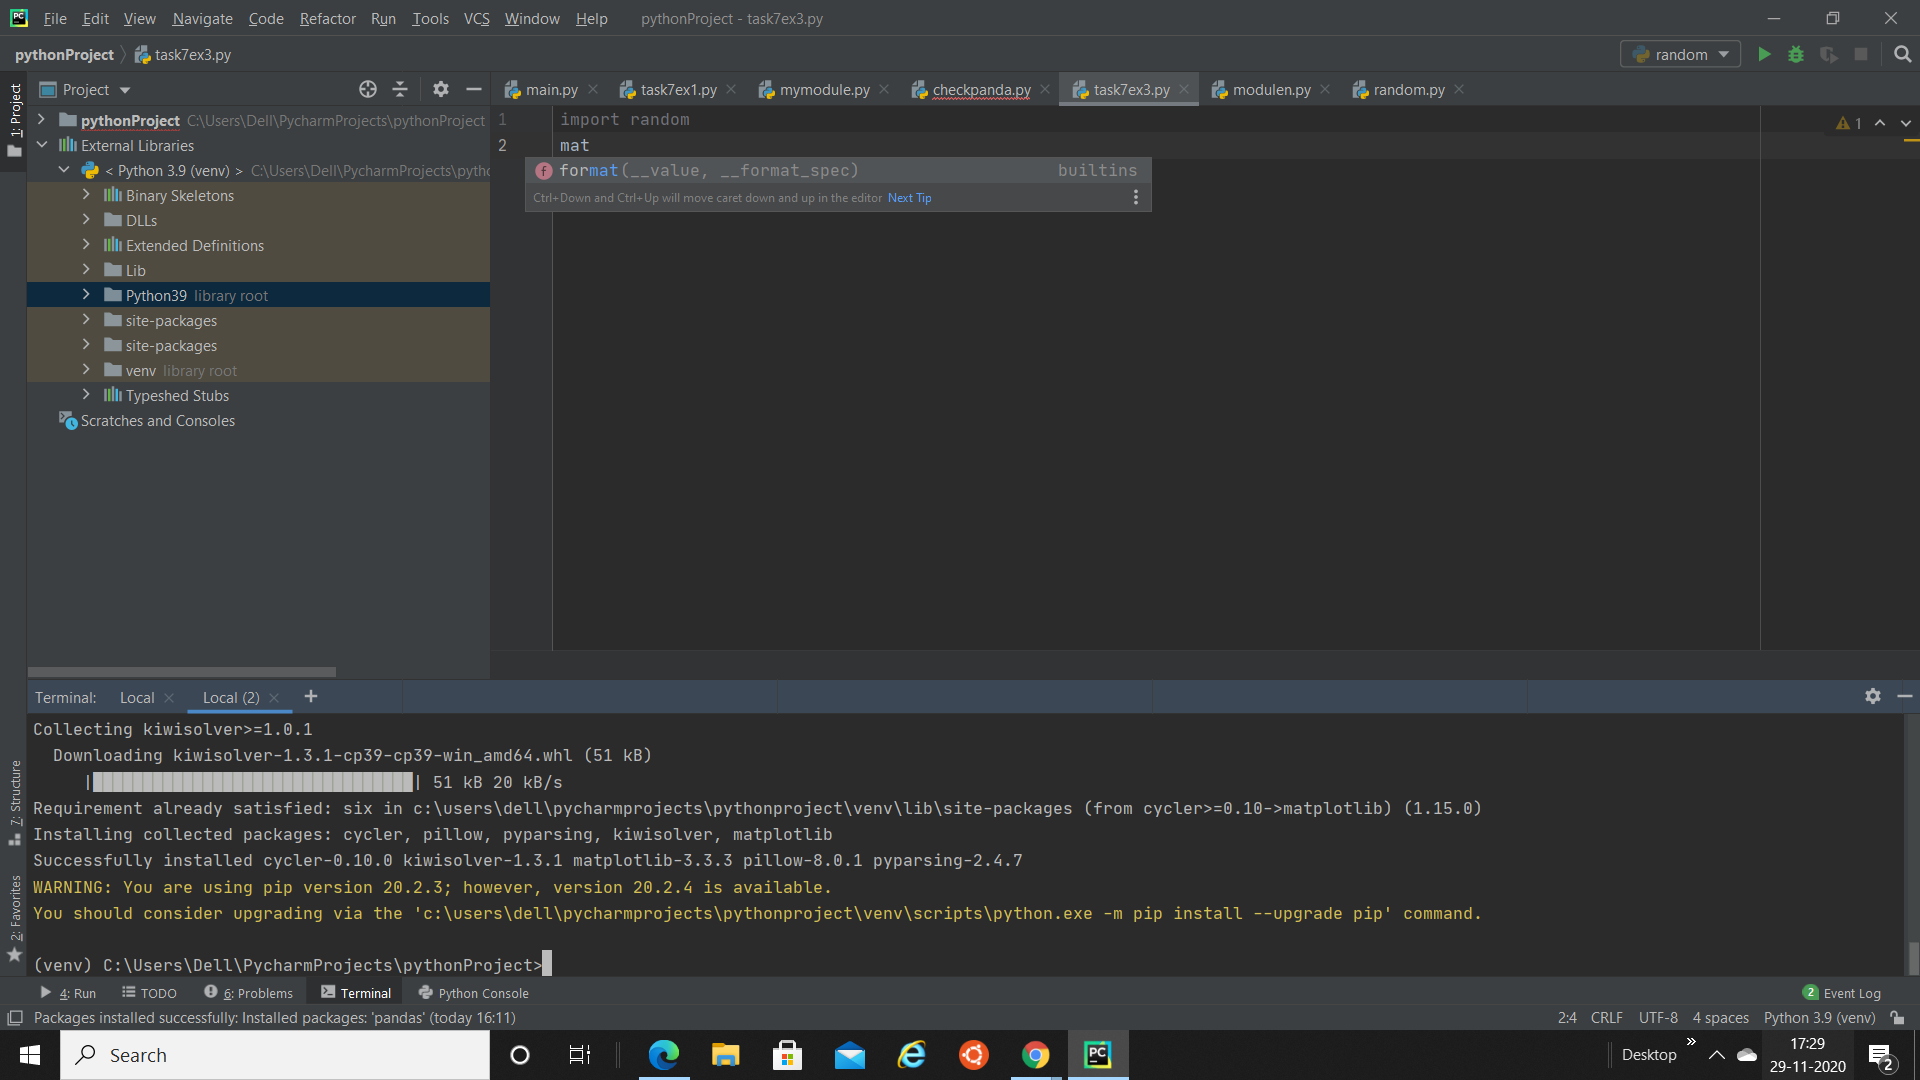 File Edit View Navigate Code Refactor Run Tools VCS Window Help pythonProject - task7ex3.py
pythonProject task7ex3.py random
1: Project
Project
main.py task7ex1.py mymodule.py checkpanda.py task7ex3.py modulen.py random.py
pythonProject C:\Users\Dell\PycharmProjects\pythonProject
External Libraries
< Python 3.9 (venv) > C:\Users\Dell\PycharmProjects\pytho
Binary Skeletons
DLLs
Extended Definitions
Lib
Python39 library root
site-packages
site-packages
venv library root
Typeshed Stubs
Scratches and Consoles
1 import random
2 mat
1
f format(__value, __format_spec) builtins
Ctrl+Down and Ctrl+Up will move caret down and up in the editor Next Tip
Terminal: Local Local (2) +
Collecting kiwisolver>=1.0.1
Downloading kiwisolver-1.3.1-cp39-cp39-win_amd64.whl (51 kB)
| | 51 kB 20 kB/s
Requirement already satisfied: six in c:\users\dell\pycharmprojects\pythonproject\venv\lib\site-packages (from cycler>=0.10->matplotlib) (1.15.0)
Installing collected packages: cycler, pillow, pyparsing, kiwisolver, matplotlib
Successfully installed cycler-0.10.0 kiwisolver-1.3.1 matplotlib-3.3.3 pillow-8.0.1 pyparsing-2.4.7
WARNING: You are using pip version 20.2.3; however, version 20.2.4 is available.
You should consider upgrading via the 'c:\users\dell\pycharmprojects\pythonproject\venv\scripts\python.exe -m pip install --upgrade pip' command.
(venv) C:\Users\Dell\PycharmProjects\pythonProject>
7: Structure
2: Favorites
4: Run TODO 6: Problems Terminal Python Console 2 Event Log
Packages installed successfully: Installed packages: 'pandas' (today 16:11) 2:4 CRLF UTF-8 4 spaces Python 3.9 (venv)
Search PC Desktop » 17:29
29-11-2020 2